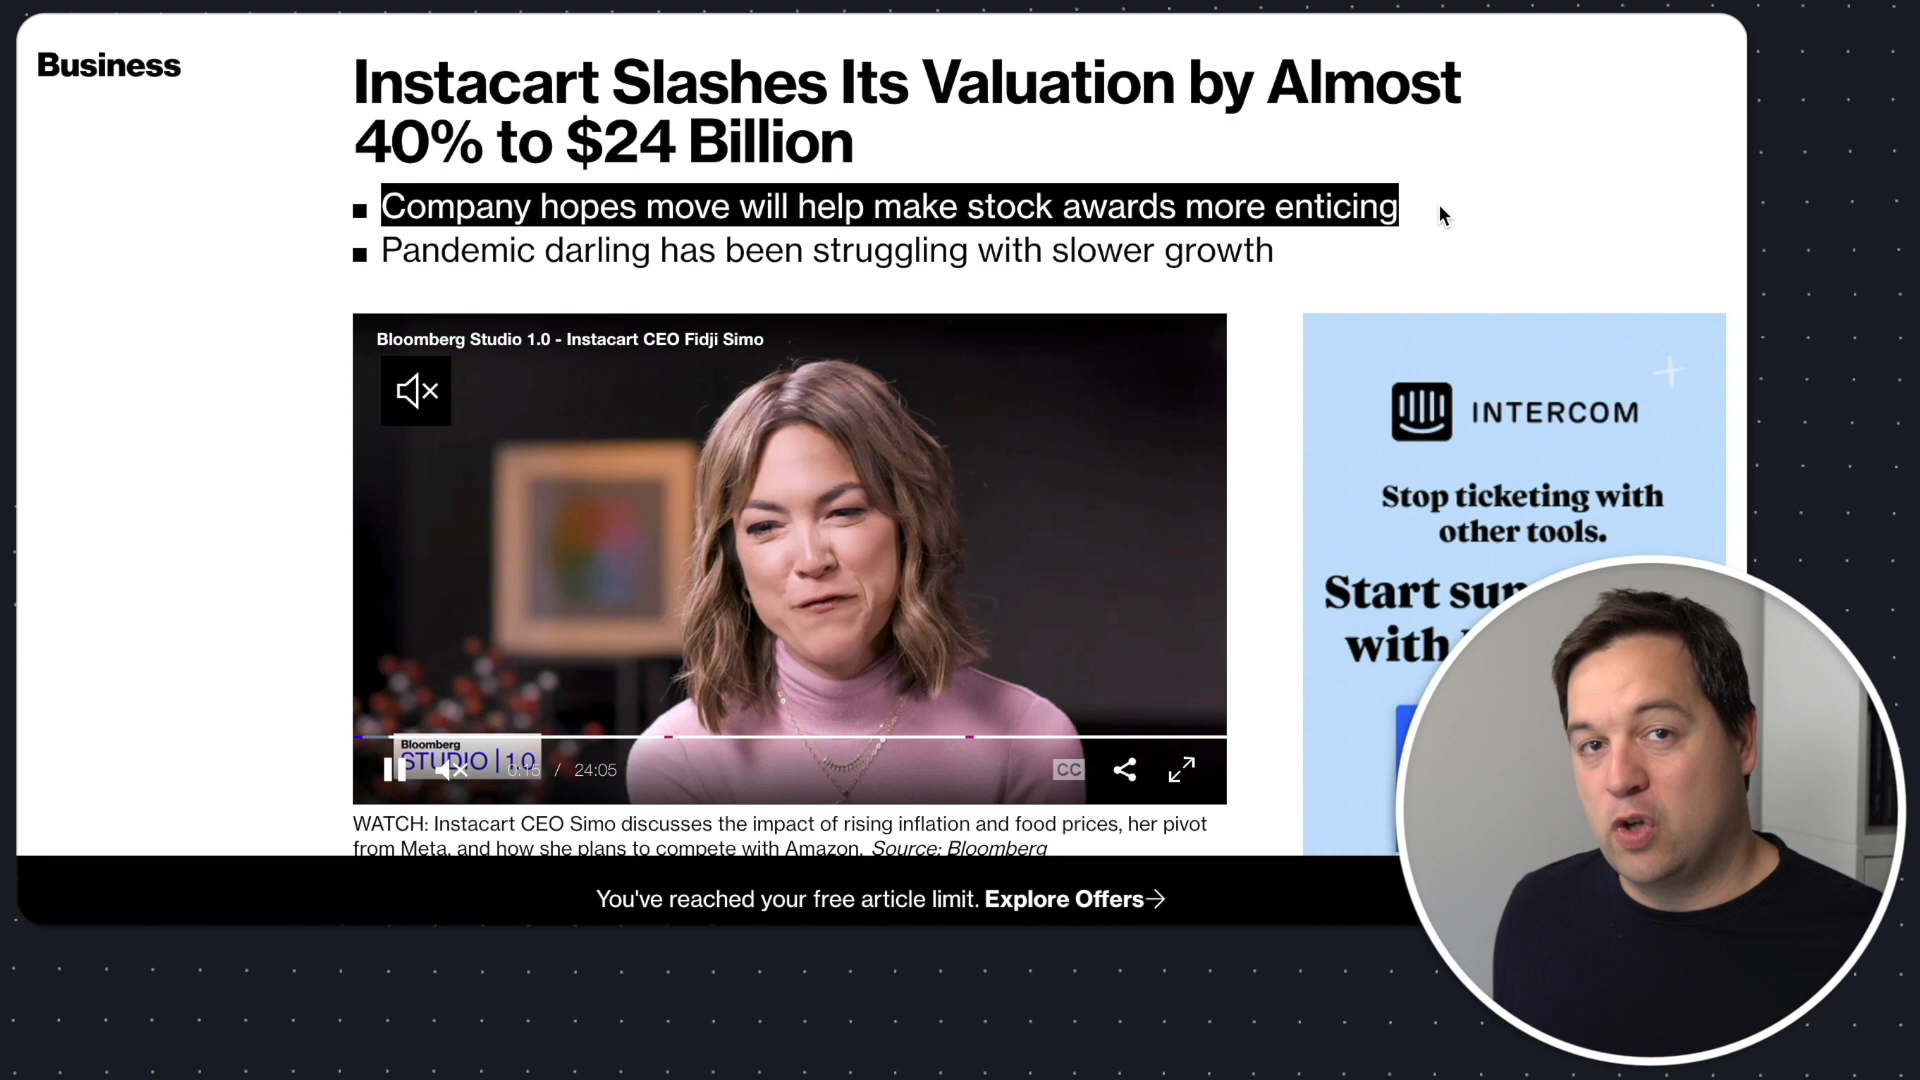 Business
Instacart Slashes Its Valuation by Almost
40% to $24 Billion
Company hopes move will help make stock awards more enticing
Pandemic darling has been struggling with slower growth
Bloomberg Studio 1.0 - Instacart CEO Fidji Simo
INTERCOM
Stop ticketing with
other tools.
Start
with
Bloomberg
STUDIO | 1.0
0:15 / 24:05
CC
WATCH: Instacart CEO Simo discusses the impact of rising inflation and food prices, her pivot
from Meta, and how she plans to compete with Amazon. Source: Bloomberg
You've reached your free article limit. Explore Offers→